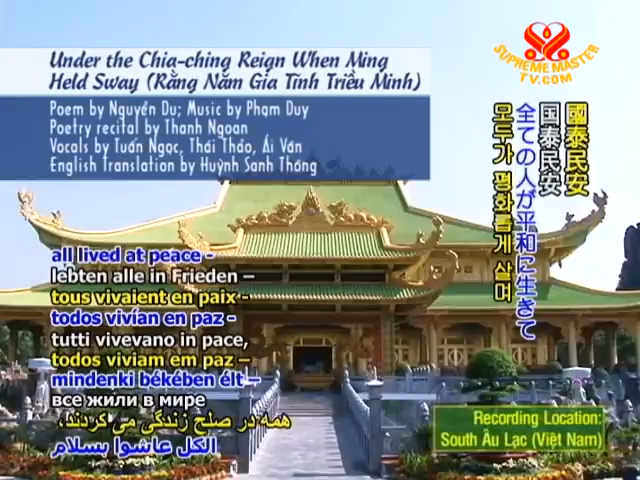 SUPREME MASTER
TV.COM
Under the Chia-ching Reign When Ming
Held Sway (Rằng Năm Gia Tĩnh Triều Minh)
Poem by Nguyễn Du; Music by Phạm Duy
Poetry recital by Thanh Ngoan
Vocals by Tuấn Ngọc, Thái Thảo, Ái Vân
English Translation by Huỳnh Sanh Thông
國泰民安
国泰民安
全ての人が平和に生きて
모두가 평화롭게 살며
all lived at peace -
lebten alle in Frieden –
tous vivaient en paix -
todos vivían en paz -
tutti vivevano in pace,
todos viviam em paz –
mindenki békében élt –
все жили в мире
همه در صلح زندگی می کردند،
الكل عاشوا بسلام
Recording Location:
South Âu Lạc (Việt Nam)